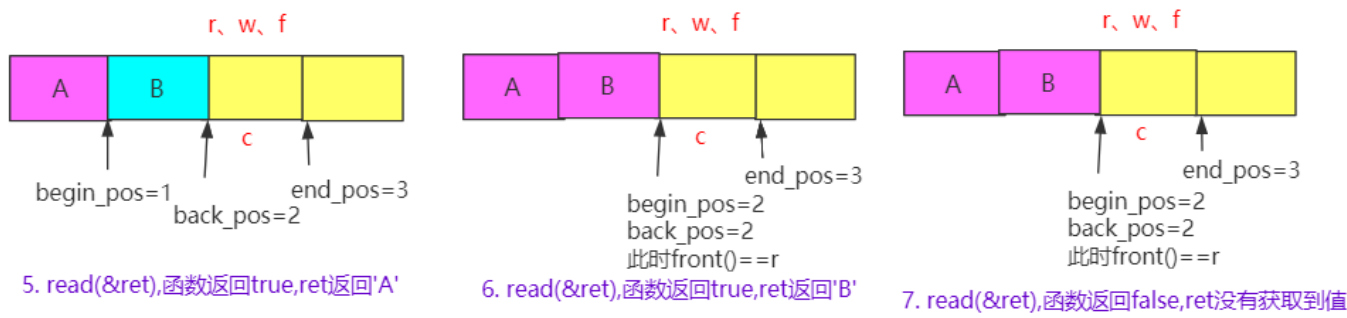 r、w、f
A
B
c
begin_pos=1
back_pos=2
end_pos=3
5. read(&ret),函数返回true,ret返回'A'
r、w、f
A
B
c
end_pos=3
begin_pos=2
back_pos=2
此时front()==r
6. read(&ret),函数返回true,ret返回'B'
r、w、f
A
B
c
end_pos=3
begin_pos=2
back_pos=2
此时front()==r
7. read(&ret),函数返回false,ret没有获取到值